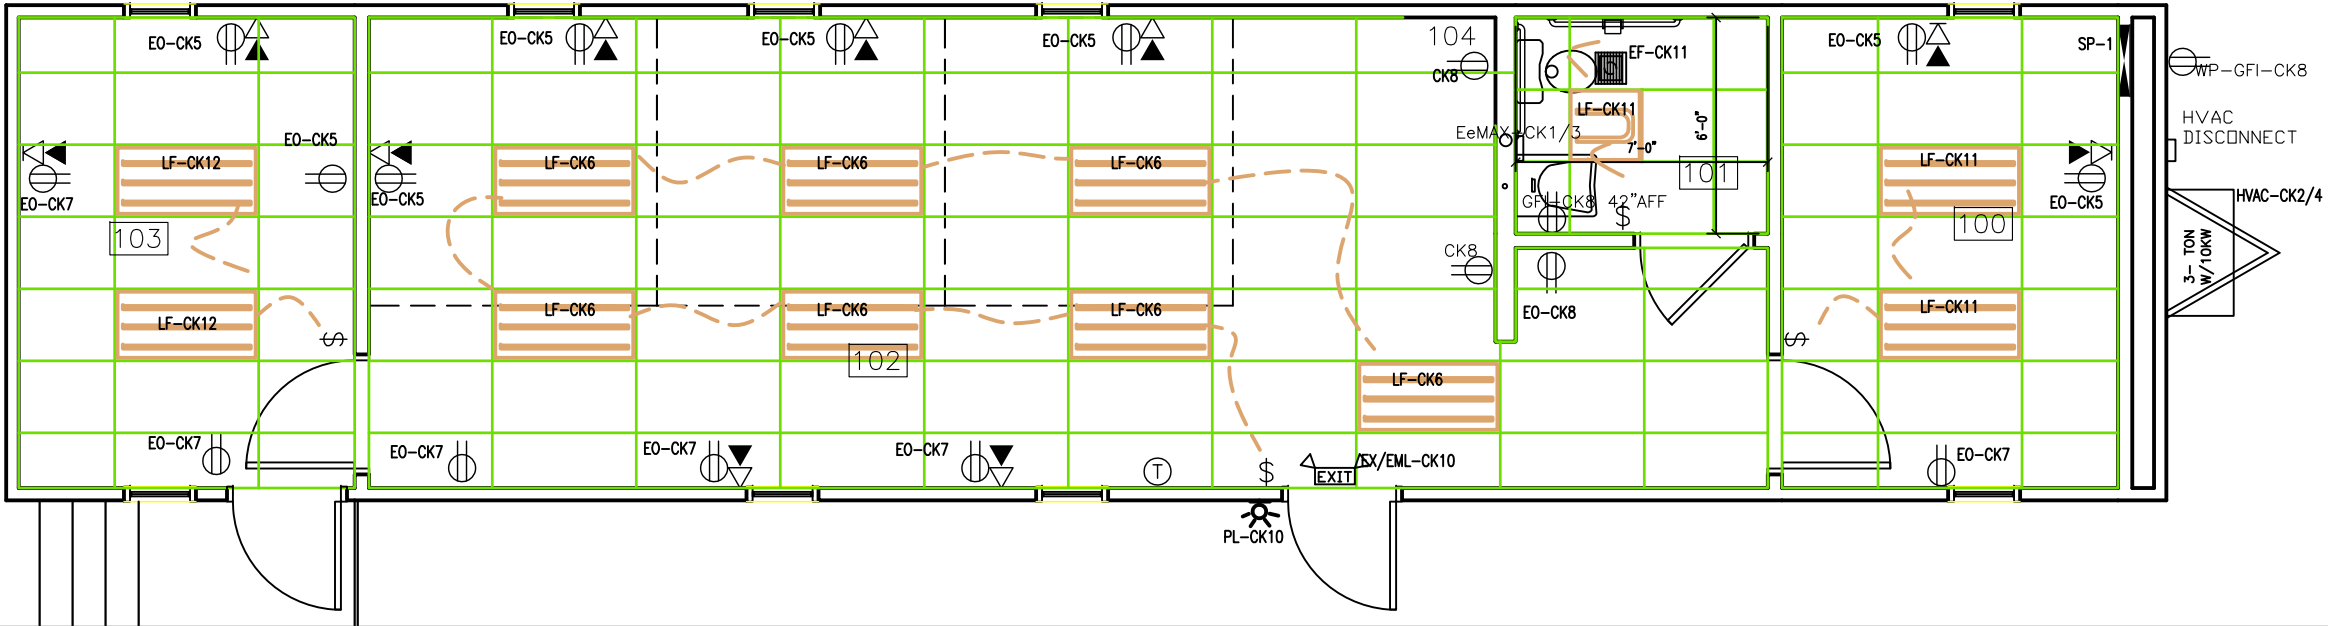 EO-CK5
EO-CK5
EO-CK5
EO-CK5
104
CK8
EF-CK11
EO-CK5
SP-1
WP-GFI-CK8
HVAC
DISCONNECT
EO-CK5
LF-CK11
EeMAX-CK1/3
6'-0"
7'-0"
101
LF-CK12
EO-CK7
EO-CK5
LF-CK6
LF-CK6
LF-CK6
GFI-CK8 42"AFF
$
LF-CK11
EO-CK5
HVAC-CK2/4
103
100
3- TON
W/10KW
CK8
LF-CK12
$
LF-CK6
LF-CK6
LF-CK6
EO-CK8
$
LF-CK11
102
LF-CK6
EO-CK7
EO-CK7
EO-CK7
EO-CK7
T
$
EXIT
EX/EML-CK10
EO-CK7
PL-CK10